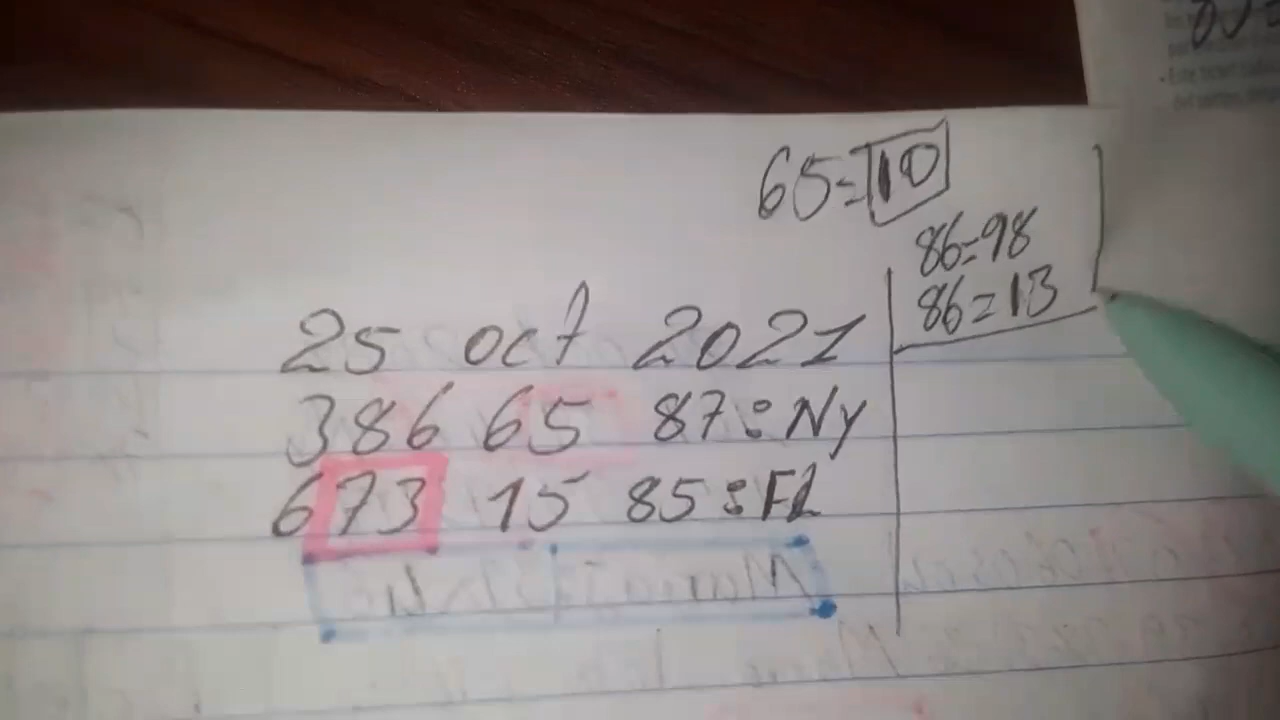 65=10
86=98
86=13
25 oct 2021
386 65 87:Ny
673 15 85:FL